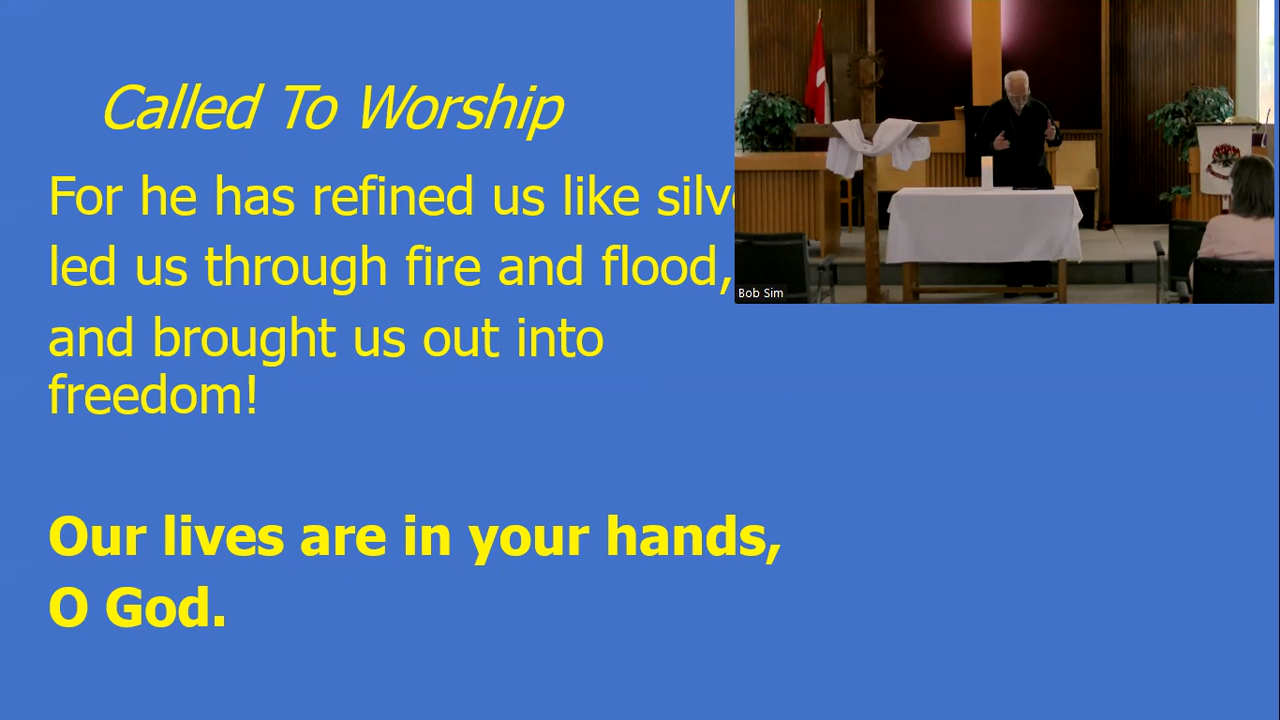 Called To Worship
For he has refined us like
led us through fire and flood,
and brought us out into
freedom!
Our lives are in your hands,
O God.
Bob Sim